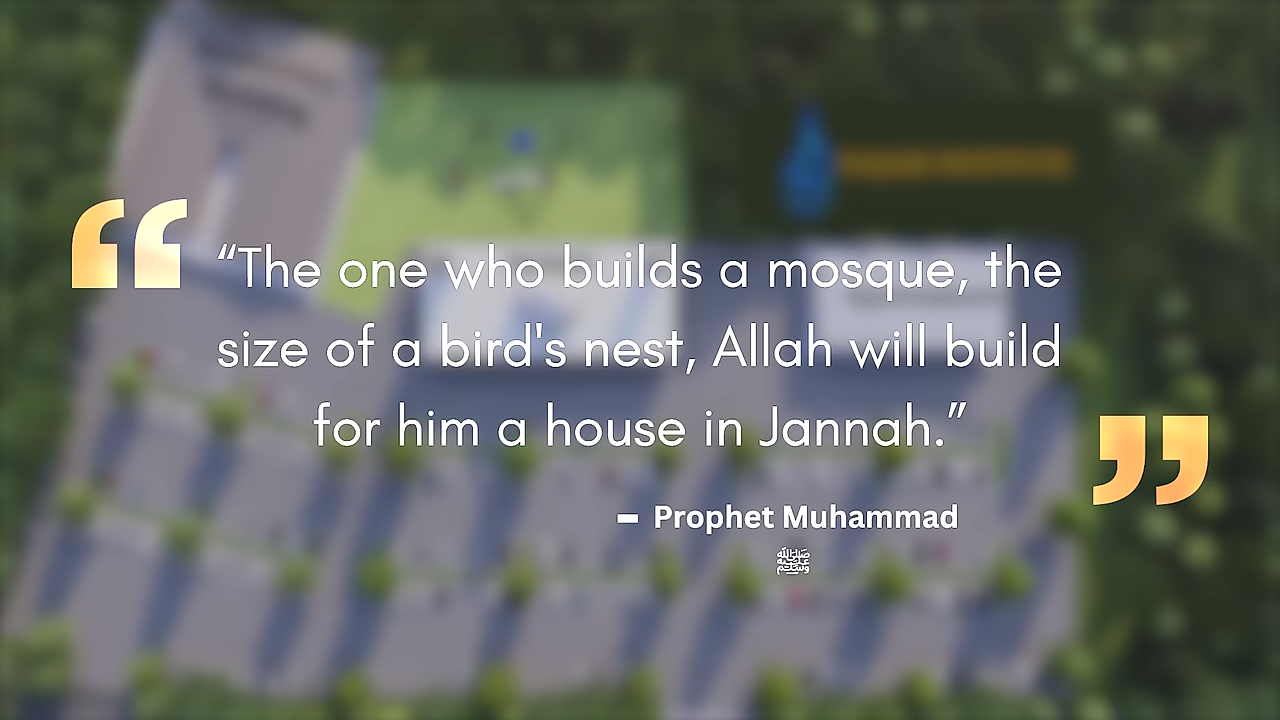 “The one who builds a mosque, the
size of a bird's nest, Allah will build
for him a house in Jannah.”
– Prophet Muhammad
ﷺ